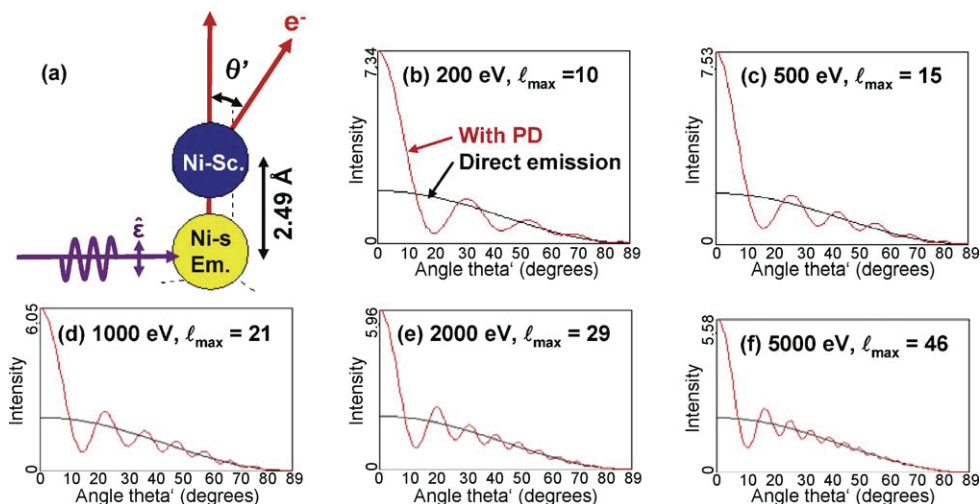 (a)
θ'
e-
Ni-Sc.
2.49 Å
ε̂
Ni-s
Em.
(b) 200 eV, ℓmax =10
7.34
Intensity
With PD
Direct emission
0
0 10 20 30 40 50 60 70 80 89
Angle theta‘ (degrees)
(c) 500 eV, ℓmax = 15
7.53
Intensity
0
0 10 20 30 40 50 60 70 80 89
Angle theta‘ (degrees)
(d) 1000 eV, ℓmax = 21
6.05
Intensity
0
0 10 20 30 40 50 60 70 80 89
Angle theta‘ (degrees)
(e) 2000 eV, ℓmax = 29
5.96
Intensity
0
0 10 20 30 40 50 60 70 80 89
Angle theta‘ (degrees)
(f) 5000 eV, ℓmax = 46
5.58
Intensity
0
0 10 20 30 40 50 60 70 80 89
Angle theta‘ (degrees)